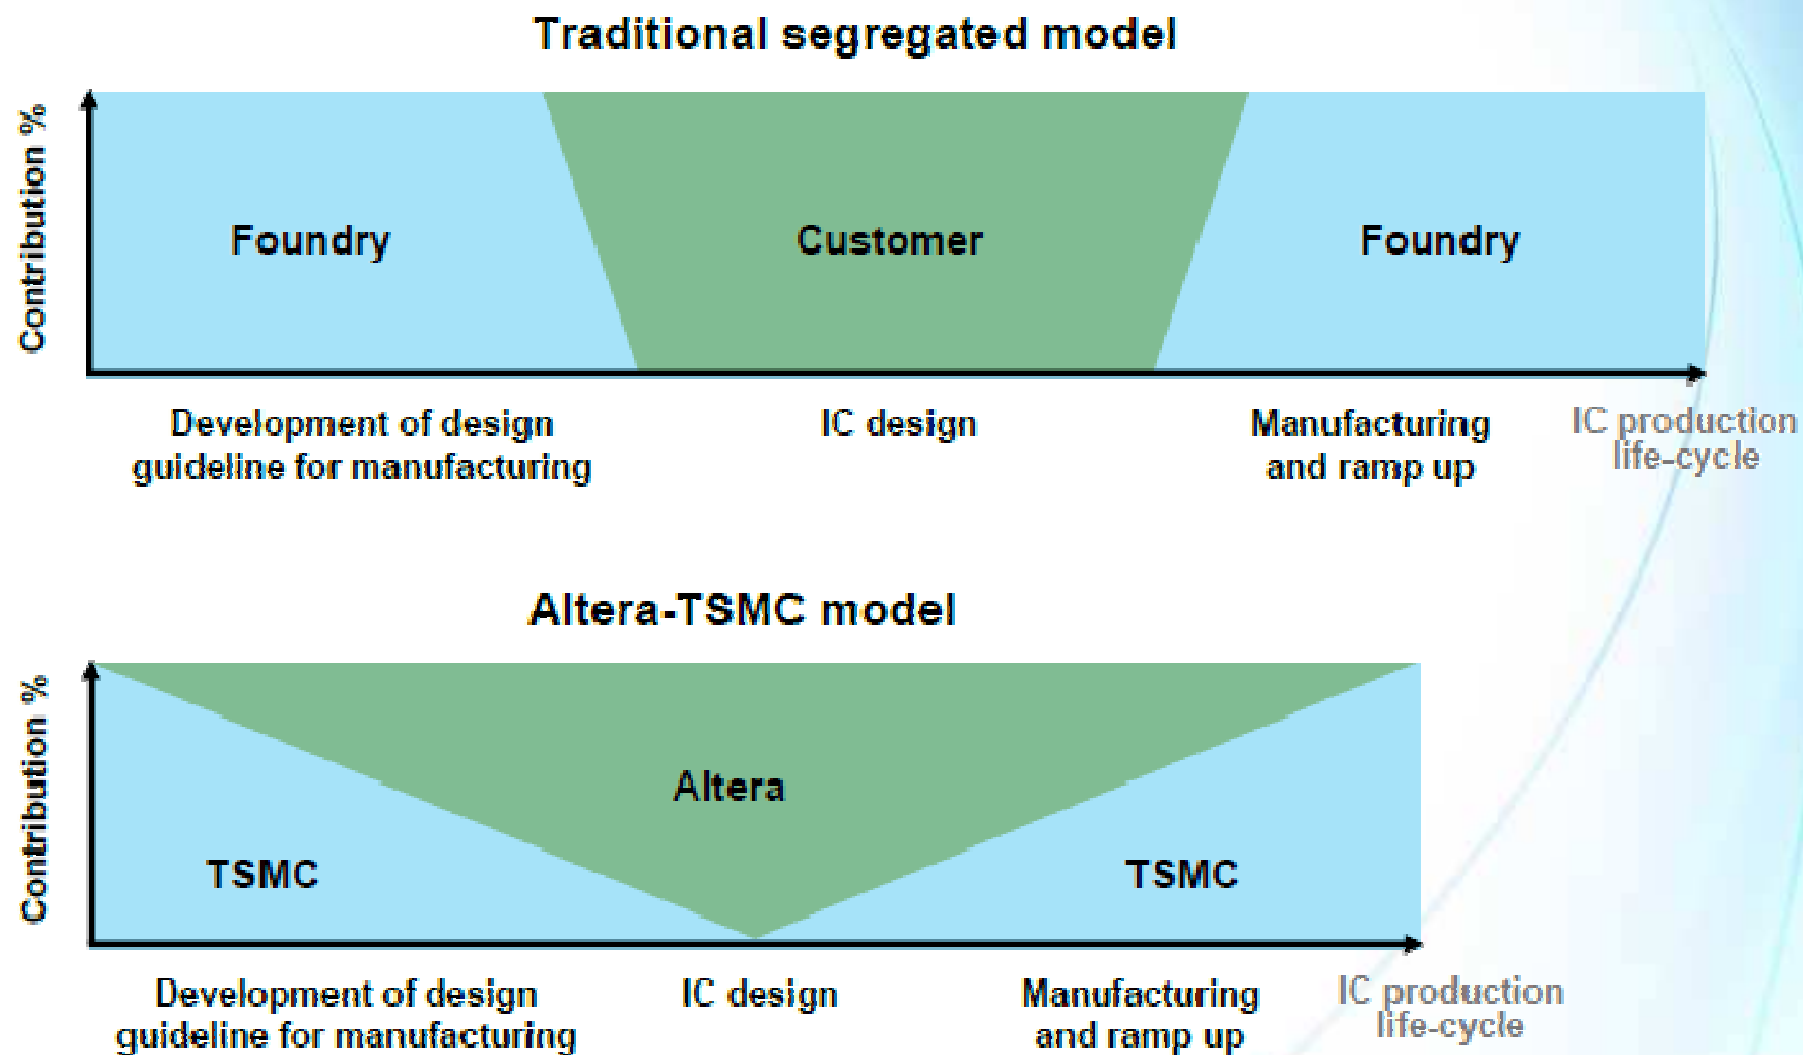 Traditional segregated model
Contribution %
Foundry
Customer
Foundry
Development of design
guideline for manufacturing
IC design
Manufacturing
and ramp up
IC production
life-cycle
Altera-TSMC model
Contribution %
Altera
TSMC
TSMC
Development of design
guideline for manufacturing
IC design
Manufacturing
and ramp up
IC production
life-cycle